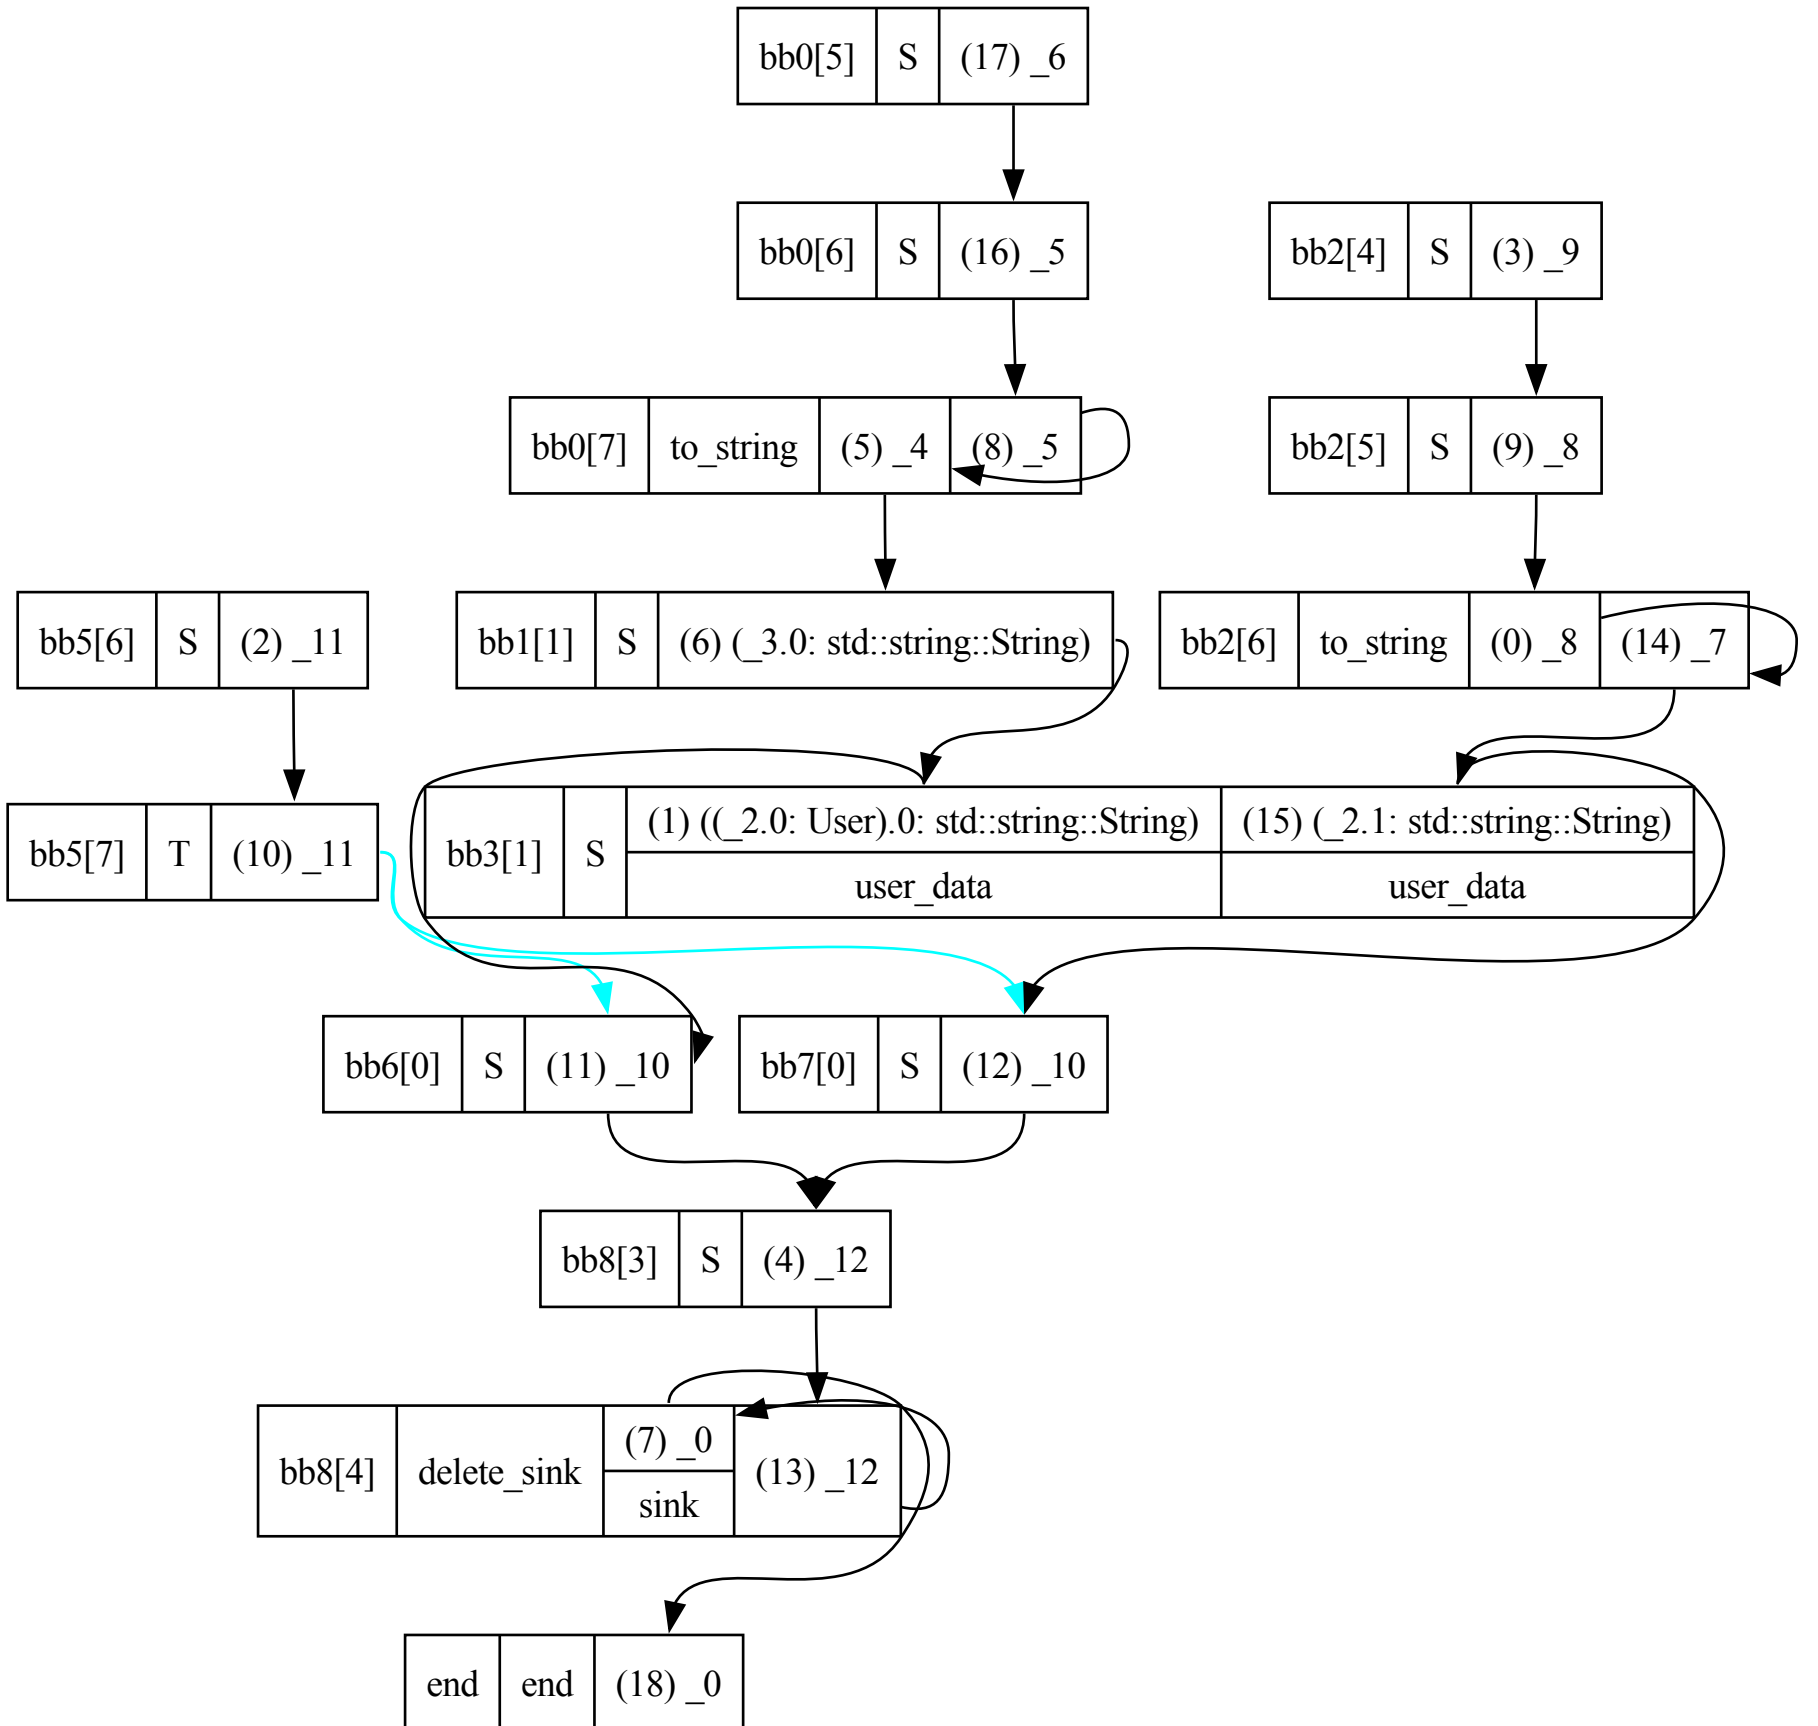 bb0[5] S (17) _6
bb0[6] S (16) _5
bb2[4] S (3) _9
bb0[7] to_string (5) _4 (8) _5
bb2[5] S (9) _8
bb5[6] S (2) _11
bb1[1] S (6) (_3.0: std::string::String)
bb2[6] to_string (0) _8 (14) _7
bb5[7] T (10) _11
bb3[1] S (1) ((_2.0: User).0: std::string::String) (15) (_2.1: std::string::String)
user_data user_data
bb6[0] S (11) _10
bb7[0] S (12) _10
bb8[3] S (4) _12
bb8[4] delete_sink (7) _0 (13) _12
sink
end end (18) _0